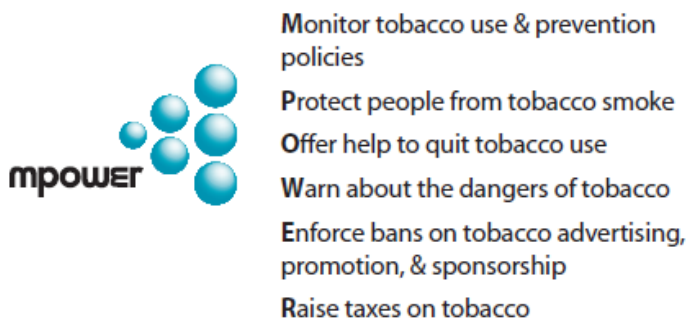 mpower
Monitor tobacco use & prevention
policies
Protect people from tobacco smoke
Offer help to quit tobacco use
Warn about the dangers of tobacco
Enforce bans on tobacco advertising,
promotion, & sponsorship
Raise taxes on tobacco